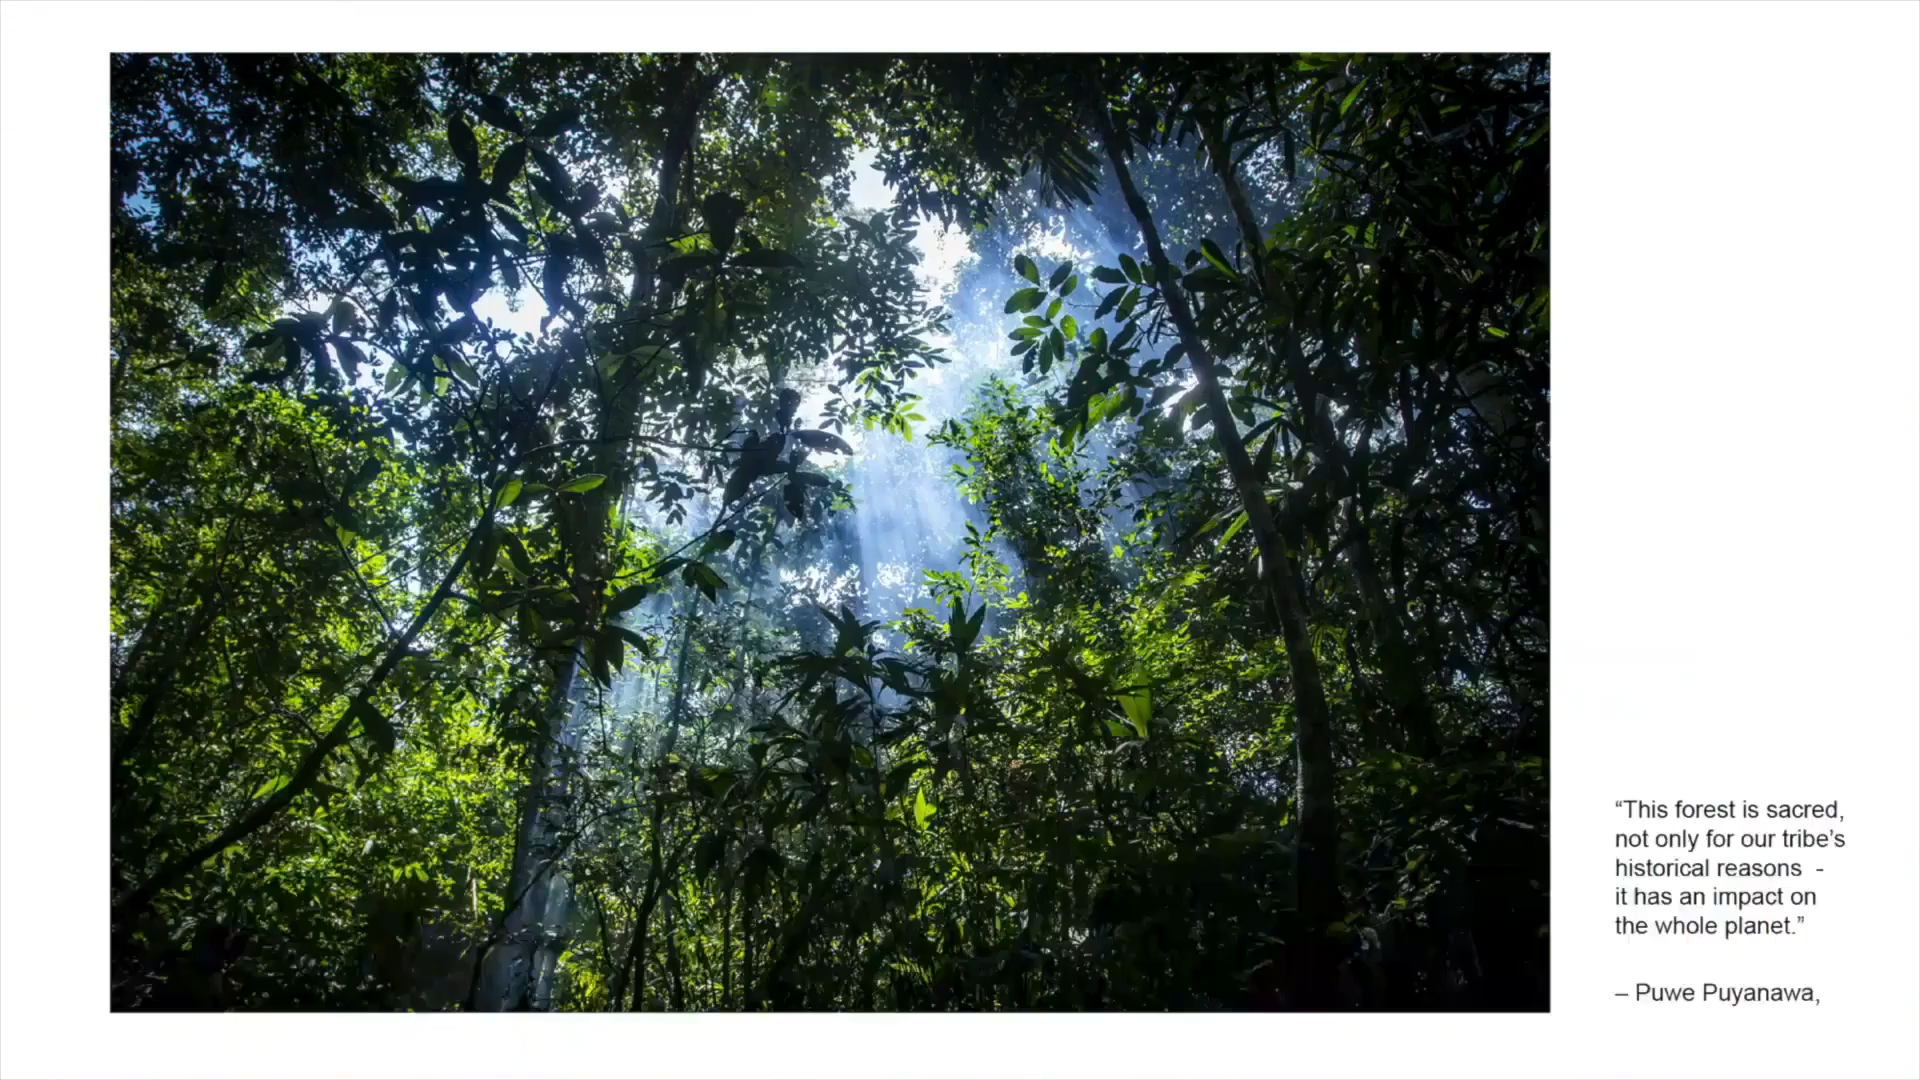 “This forest is sacred,
not only for our tribe’s
historical reasons  -
it has an impact on
the whole planet.”
– Puwe Puyanawa,